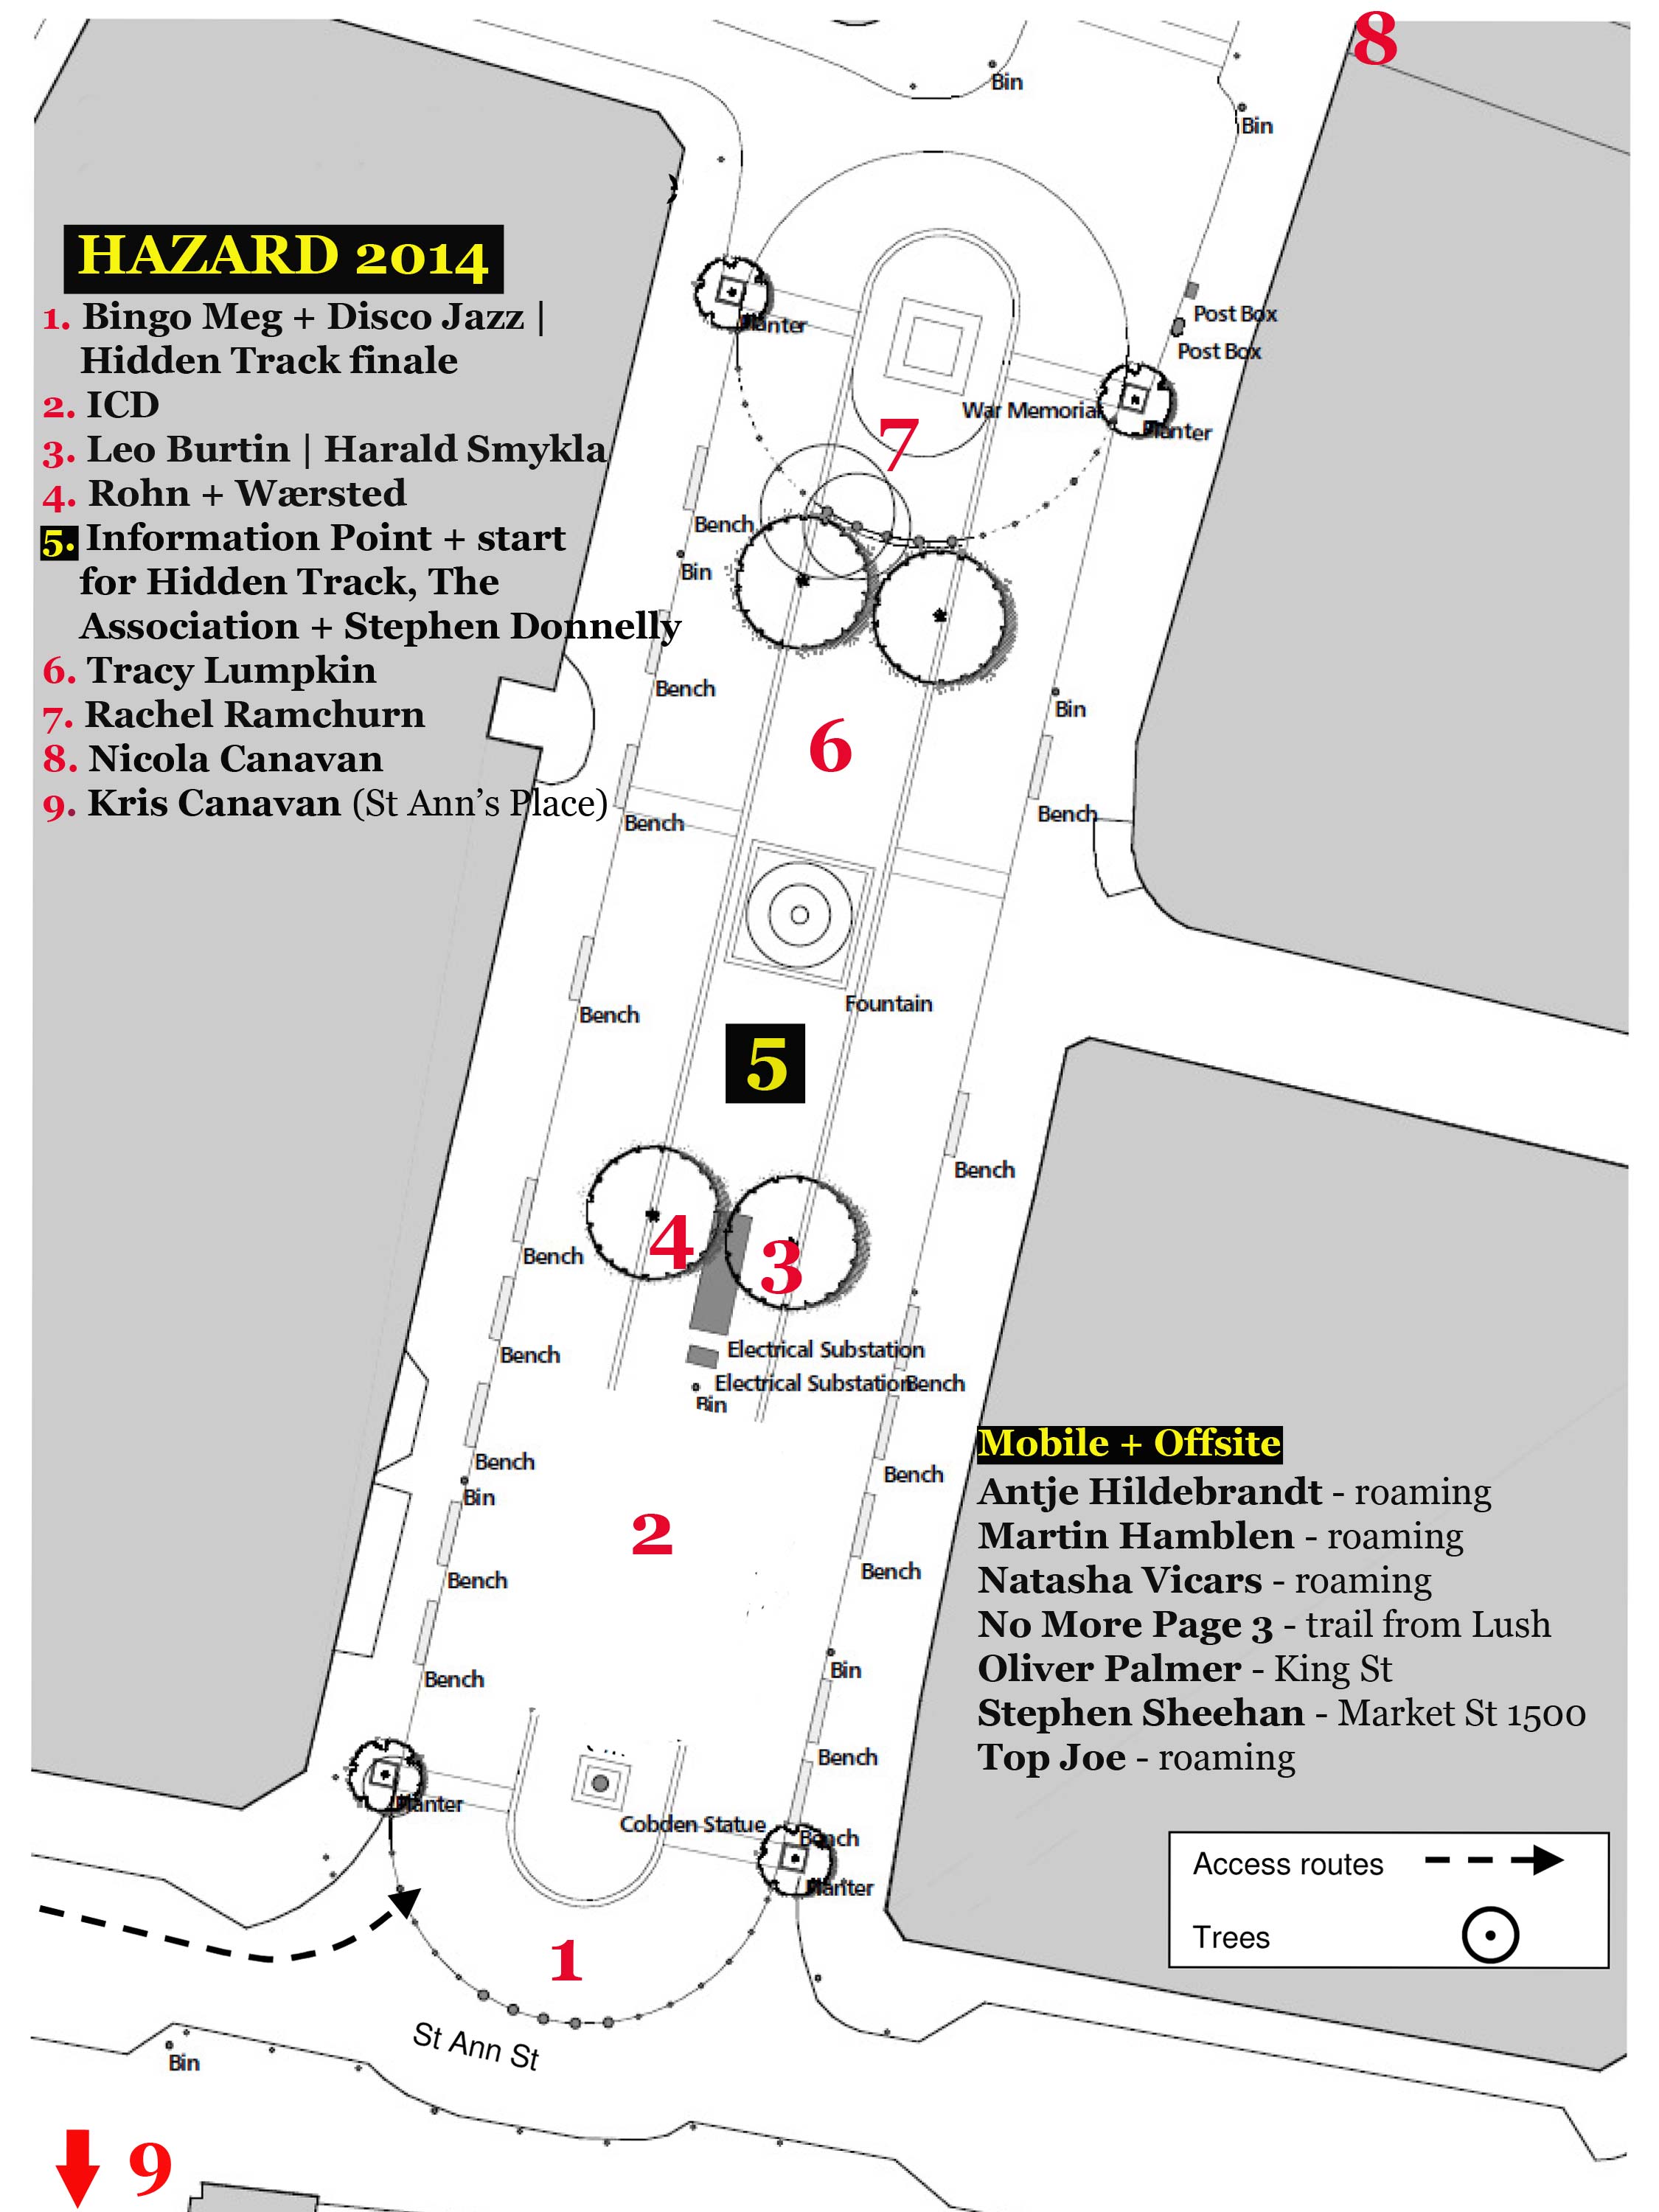 8
Bin
Bin
HAZARD 2014
1. Bingo Meg + Disco Jazz |
Hidden Track finale
2. ICD
3. Leo Burtin | Harald Smykla
4. Rohn + Wærsted
5. Information Point + start
for Hidden Track, The
Association + Stephen Donnelly
6. Tracy Lumpkin
7. Rachel Ramchurn
8. Nicola Canavan
9. Kris Canavan (St Ann's Place)
Planter
Post Box
Post Box
War Memorial
Planter
7
Bench
Bin
Bench
Bin
6
Bench
Bench
Fountain
Bench
5
Bench
4
3
Bench
Electrical Substation
Bench
Electrical Substation
Bench
Bin
Bench
Bench
Bin
2
Bench
Bench
Bin
Bench
Bench
Planter
Cobden Statue
Bench
Planter
Mobile + Offsite
Antje Hildebrandt - roaming
Martin Hamblen - roaming
Natasha Vicars - roaming
No More Page 3 - trail from Lush
Oliver Palmer - King St
Stephen Sheehan - Market St 1500
Top Joe - roaming
Access routes
Trees
1
St Ann St
Bin
9